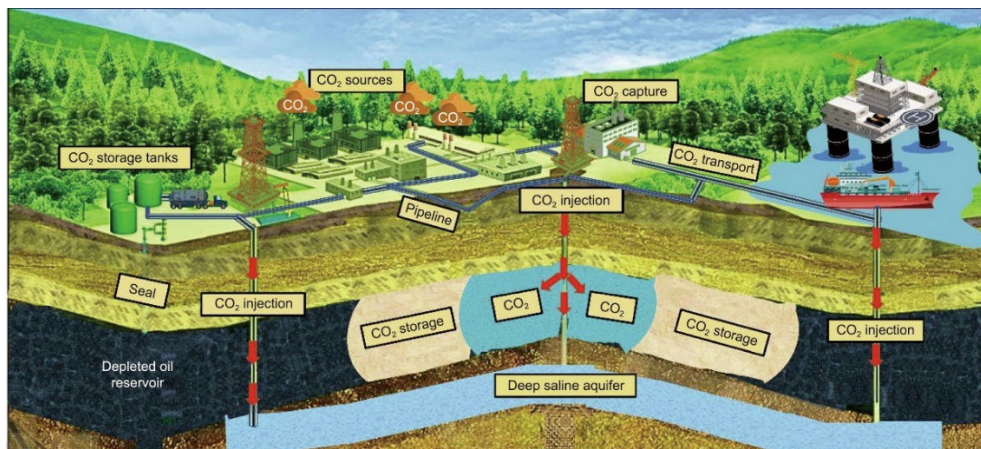 CO₂ sources
CO₂
CO₂
CO₂
CO₂ capture
CO₂ storage tanks
CO₂ transport
H
Pipeline
CO₂ injection
Seal
CO₂ injection
CO₂
CO₂
CO₂ storage
CO₂ storage
CO₂ injection
Depleted oil
reservoir
Deep saline aquifer